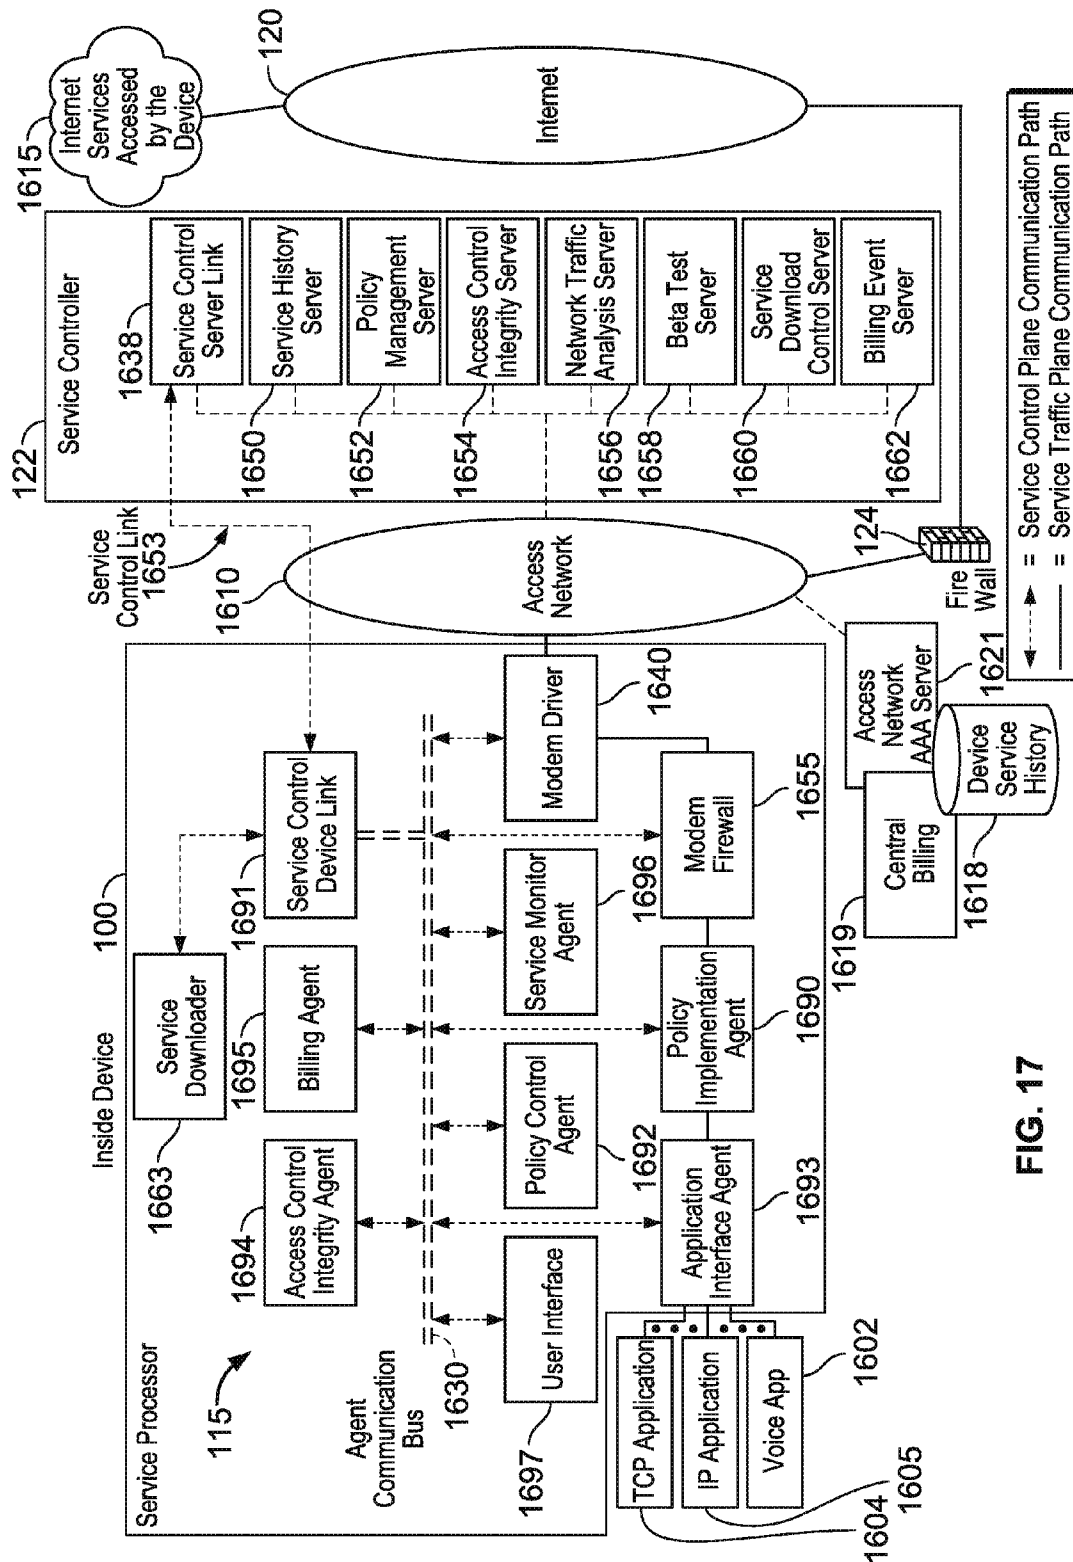 Inside Device
100
Service Processor
115
1663
Service
Downloader
1694
Access Control
Integrity Agent
1695
Billing Agent
1691
Service Control
Device Link
Agent
Communication
Bus
1630
1697
User Interface
Policy Control
Agent
1692
Service Monitor
Agent
1696
Modem Driver
1640
Application
Interface Agent
1693
Policy
Implementation
Agent
1690
Modem
Firewall
1655
TCP Application
1604
IP Application
1605
Voice App
1602
Service
Control Link
1653
1610
Access
Network
122
Service Controller
1638
Service Control
Server Link
1650
Service History
Server
1652
Policy
Management
Server
1654
Access Control
Integrity Server
1656
Network Traffic
Analysis Server
1658
Beta Test
Server
1660
Service
Download
Control Server
1662
Billing Event
Server
1615
Internet
Services
Accessed
by the
Device
120
Internet
124
Fire
Wall
Access
Network
AAA Server
1621
1619
Central
Billing
Device
Service
History
1618
= Service Control Plane Communication Path
= Service Traffic Plane Communication Path
FIG. 17